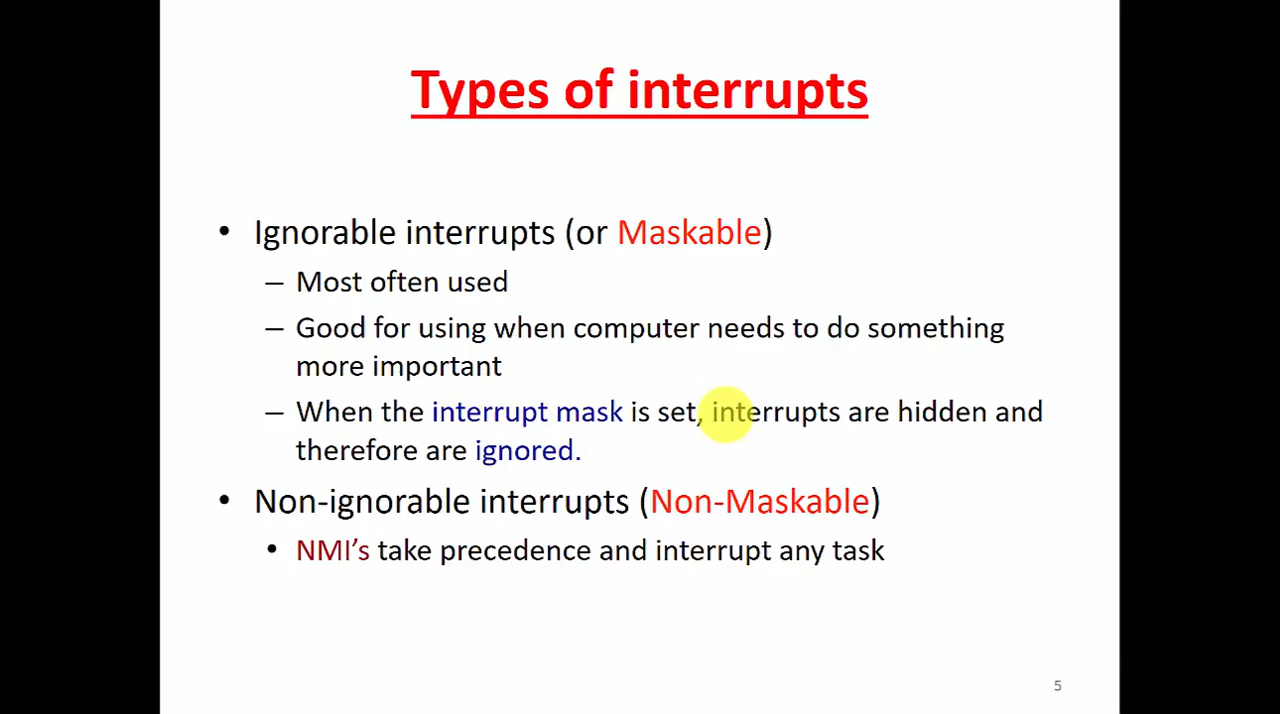 Types of interrupts
• Ignorable interrupts (or Maskable)
– Most often used
– Good for using when computer needs to do something
more important
– When the interrupt mask is set, interrupts are hidden and
therefore are ignored.
• Non-ignorable interrupts (Non-Maskable)
• NMI’s take precedence and interrupt any task
5